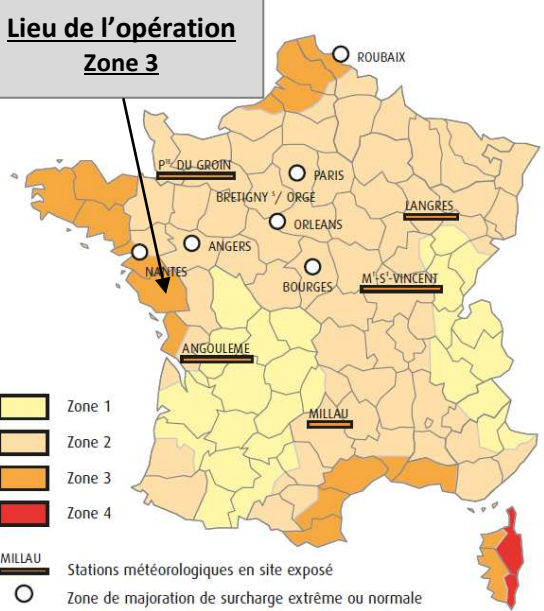 Lieu de l'opération
Zone 3
ROUBAIX
Pte DU GROIN
PARIS
BRETIGNY s/ ORGE
LANGRES
ORLEANS
ANGERS
NANTES
BOURGES
Mt-St-VINCENT
ANGOULEME
MILLAU
Zone 1
Zone 2
Zone 3
Zone 4
MILLAU
Stations météorologiques en site exposé
Zone de majoration de surcharge extrême ou normale